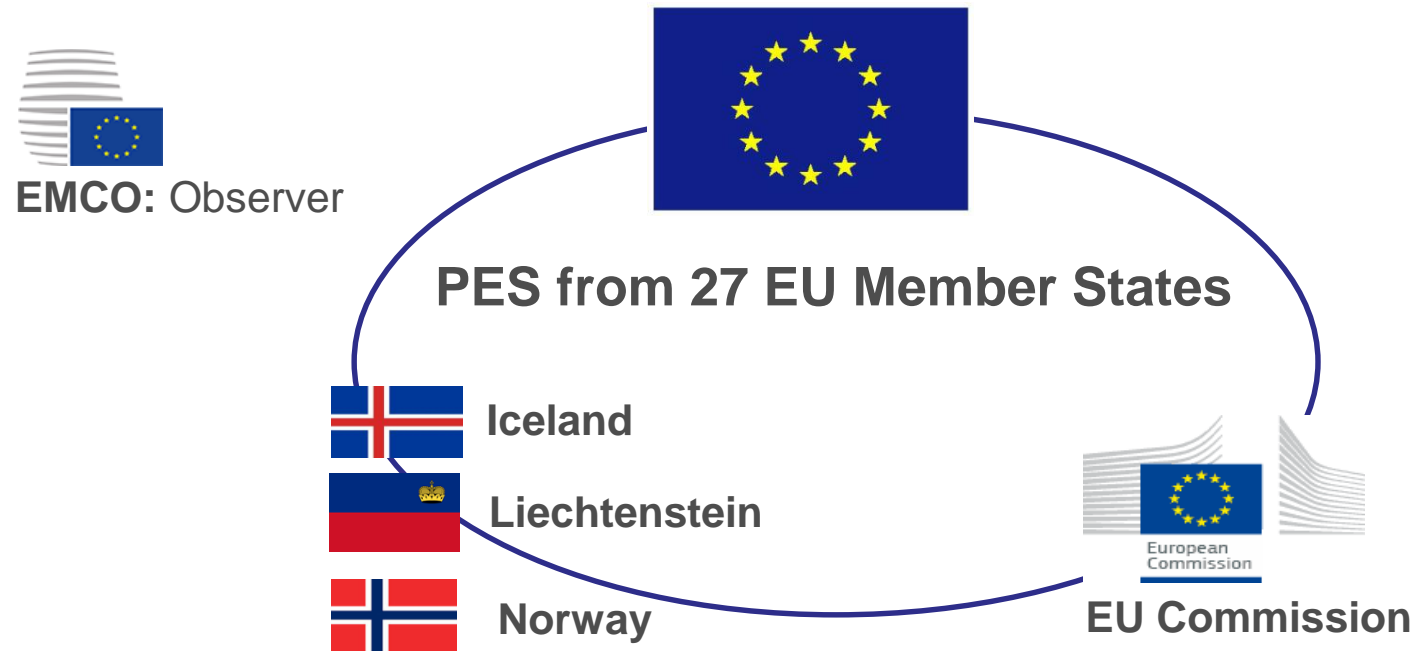 EMCO: Observer
PES from 27 EU Member States
Iceland
Liechtenstein
Norway
European
Commission
EU Commission